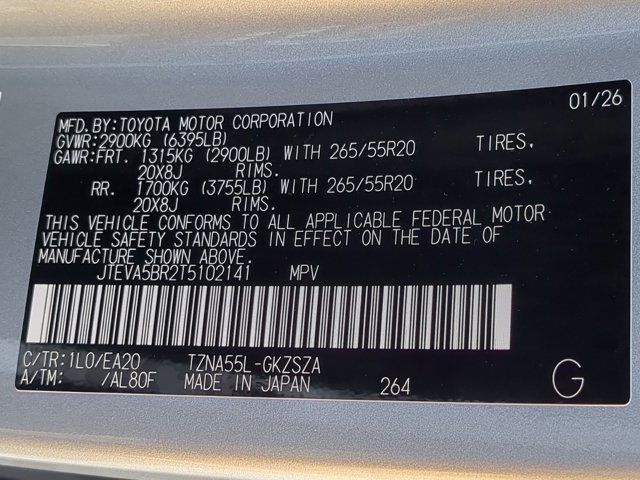 01/26
MFD.BY:TOYOTA MOTOR CORPORATION
GVWR:2900KG (6395LB)
GAWR:FRT. 1315KG (2900LB) WITH 265/55R20 TIRES.
20X8J RIMS.
RR. 1700KG (3755LB) WITH 265/55R20 TIRES.
20X8J RIMS.
THIS VEHICLE CONFORMS TO ALL APPLICABLE FEDERAL MOTOR
VEHICLE SAFETY STANDARDS IN EFFECT ON THE DATE OF
MANUFACTURE SHOWN ABOVE.
JTEVA5BR2T5102141 MPV
C/TR:1L0/EA20 TZNA55L-GKZSZA
A/TM: /AL80F MADE IN JAPAN 264
G